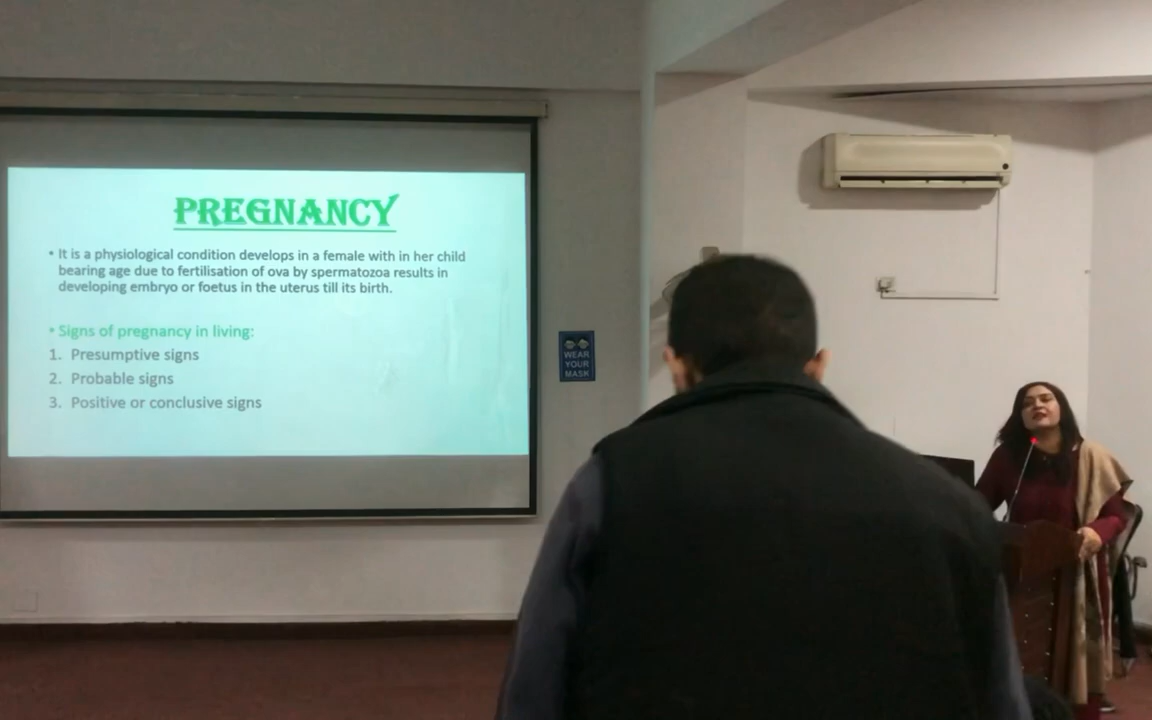 PREGNANCY
• It is a physiological condition develops in a female with in her child
bearing age due to fertilisation of ova by spermatozoa results in
developing embryo or foetus in the uterus till its birth.
• Signs of pregnancy in living:
1. Presumptive signs
2. Probable signs
3. Positive or conclusive signs
WEAR
YOUR
MASK